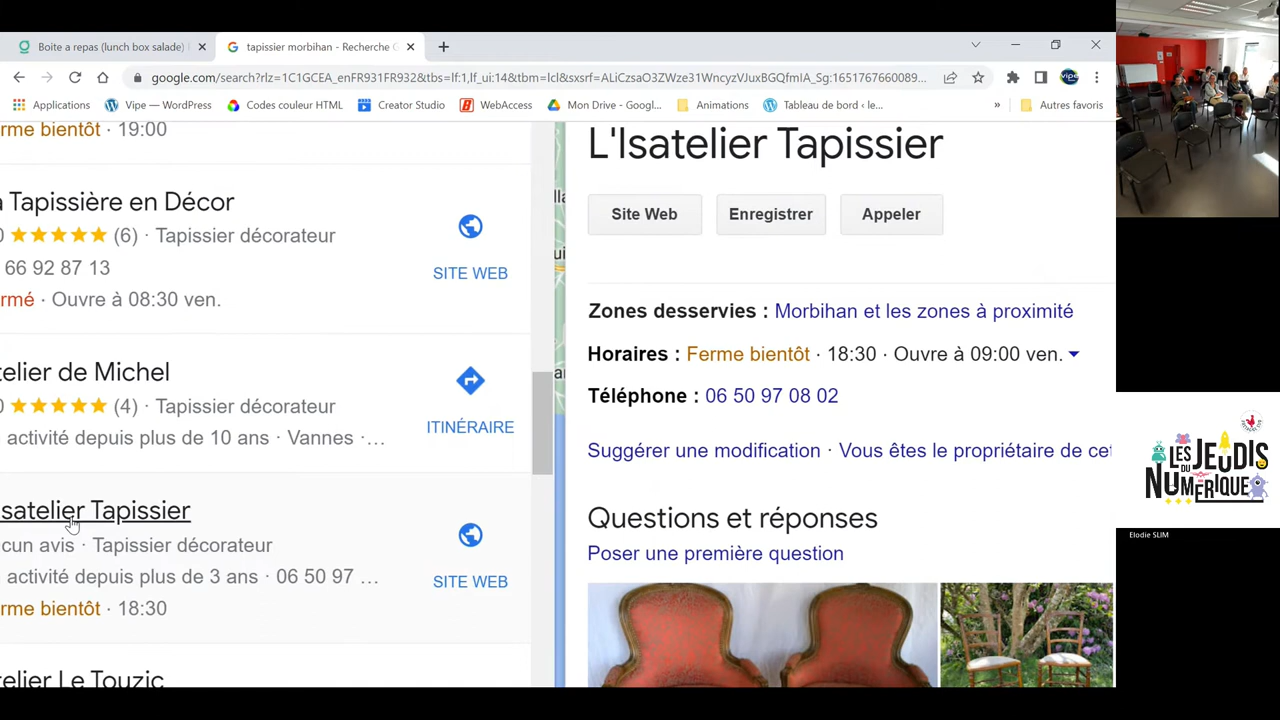 Boite a repas (lunch box salade)
tapissier morbihan - Recherche G
google.com/search?rlz=1C1GCEA_enFR931FR932&tbs=lf:1,lf_ui:14&tbm=lcl&sxsrf=ALiCzsaO3ZWze31WncyzVJuxBGQfmIA_Sg:1651767660089...
Applications
Vipe — WordPress
Codes couleur HTML
Creator Studio
WebAccess
Mon Drive - Googl...
Animations
Tableau de bord ‹ le...
»
Autres favoris
erme bientôt · 19:00
a Tapissière en Décor
0 ★★★★★ (6) · Tapissier décorateur
66 92 87 13
rmé · Ouvre à 08:30 ven.
SITE WEB
telier de Michel
0 ★★★★★ (4) · Tapissier décorateur
activité depuis plus de 10 ans · Vannes ·...
ITINÉRAIRE
Isatelier Tapissier
cun avis · Tapissier décorateur
activité depuis plus de 3 ans · 06 50 97 ...
rme bientôt · 18:30
SITE WEB
telier Le Touzic
L'Isatelier Tapissier
Site Web
Enregistrer
Appeler
Zones desservies : Morbihan et les zones à proximité
Horaires : Ferme bientôt · 18:30 · Ouvre à 09:00 ven.
Téléphone : 06 50 97 08 02
Suggérer une modification · Vous êtes le propriétaire de cet
Questions et réponses
Poser une première question
LES JEUDIS
DU
NUMÉRIQUE
Elodie SLIM